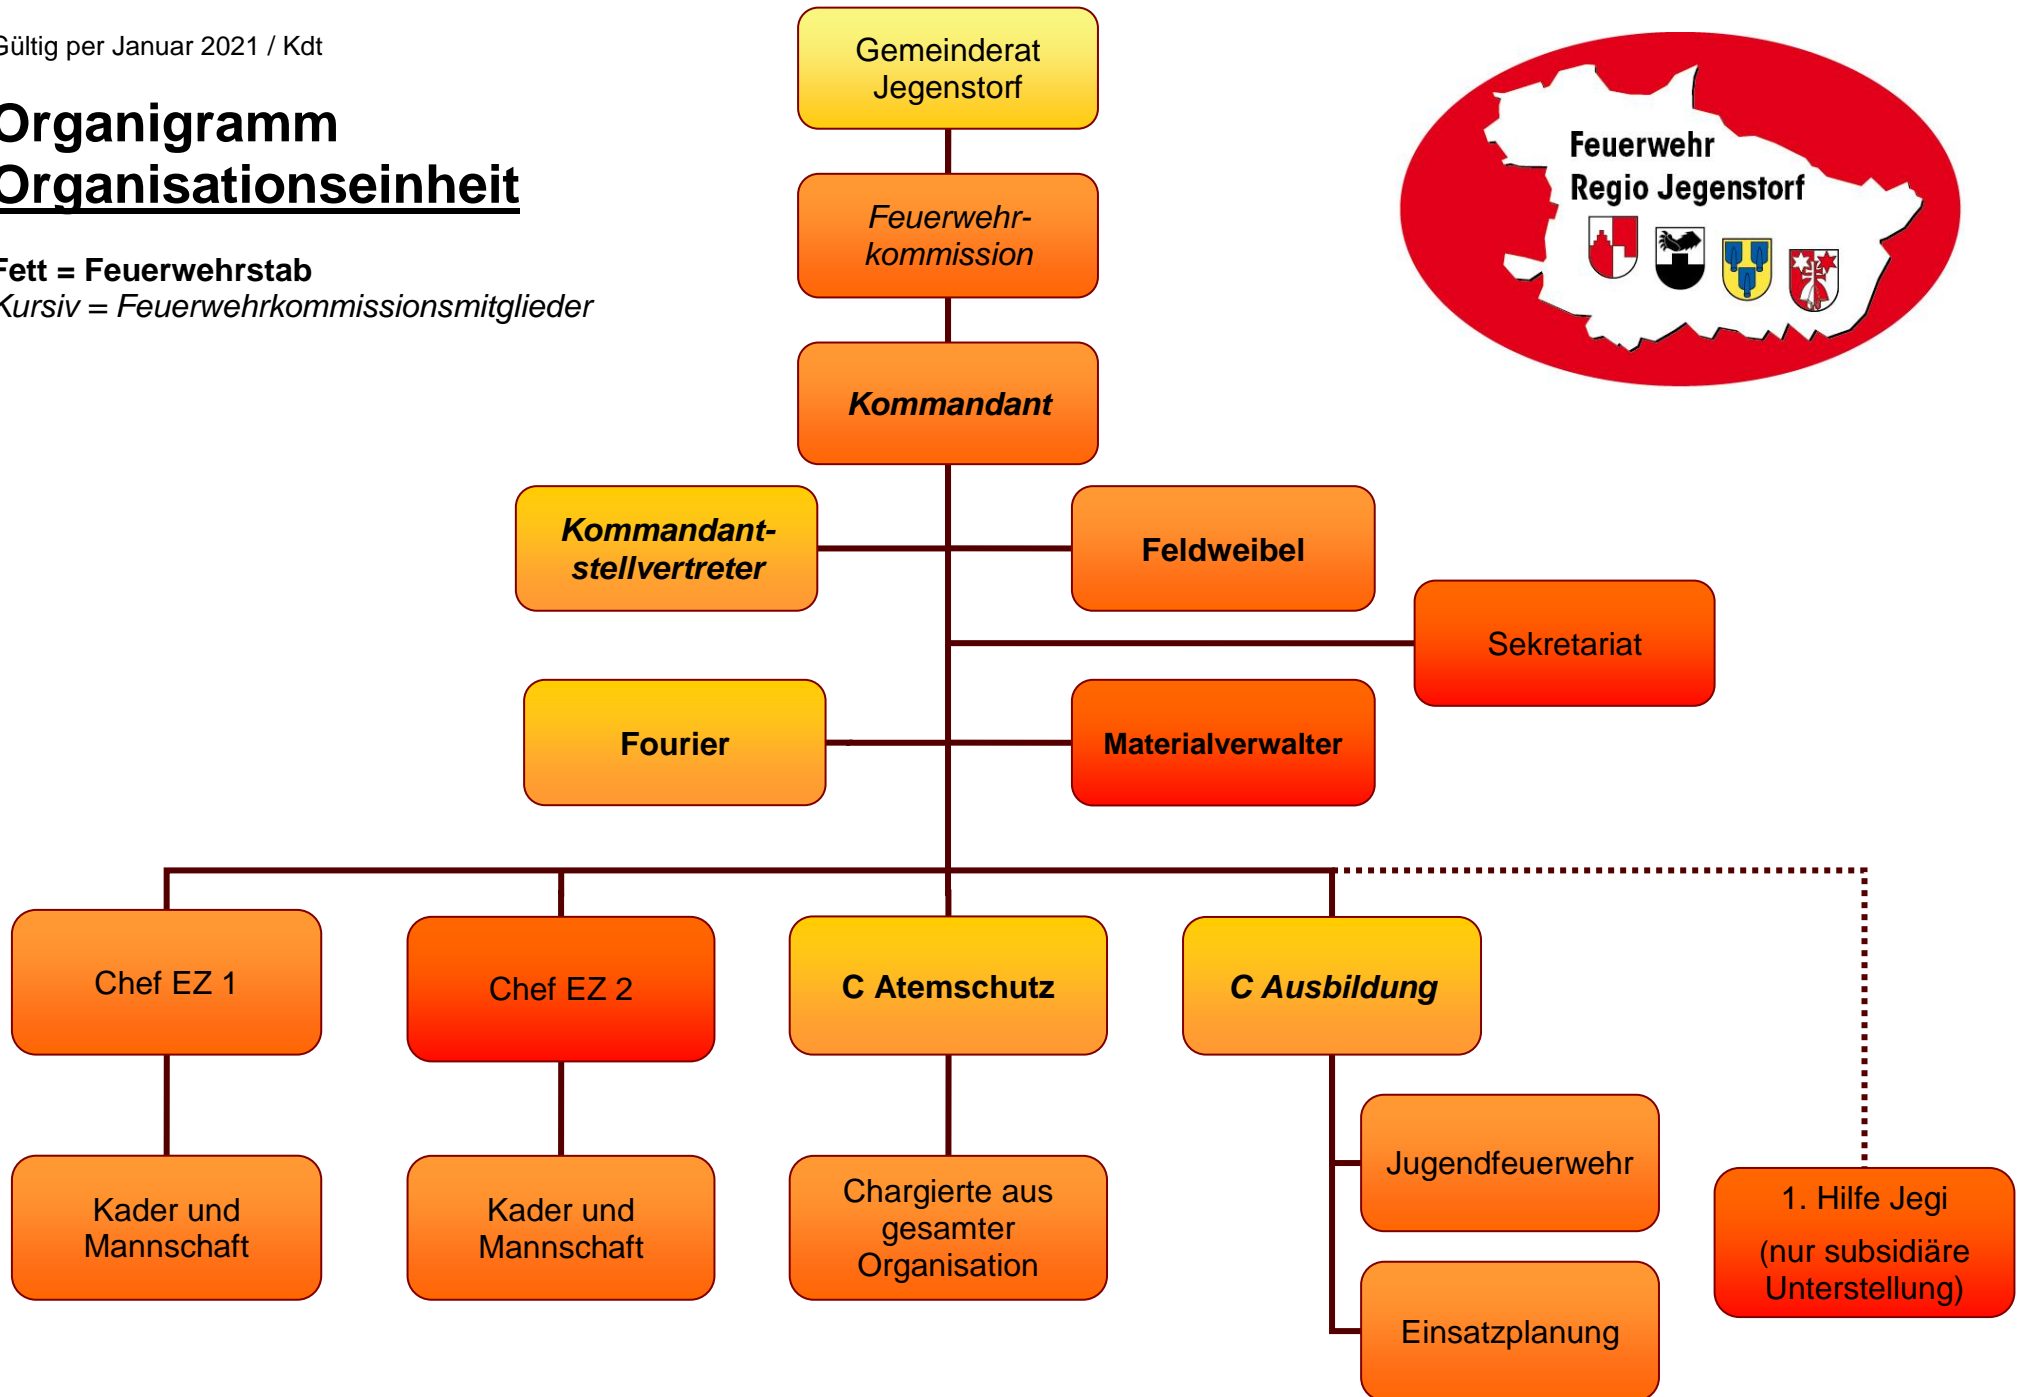 Gültig per Januar 2021 / Kdt
Organigramm
Organisationseinheit
Fett = Feuerwehrstab
Kursiv = Feuerwehrkommissionsmitglieder
Gemeinderat
Jegenstorf
Feuerwehr-
kommission
Kommandant
Feuerwehr
Regio Jegenstorf
Kommandant-
stellvertreter
Feldweibel
Sekretariat
Fourier
Materialverwalter
Chef EZ 1
Chef EZ 2
C Atemschutz
C Ausbildung
Kader und
Mannschaft
Kader und
Mannschaft
Chargierte aus
gesamter
Organisation
Jugendfeuerwehr
Einsatzplanung
1. Hilfe Jegi
(nur subsidiäre
Unterstellung)